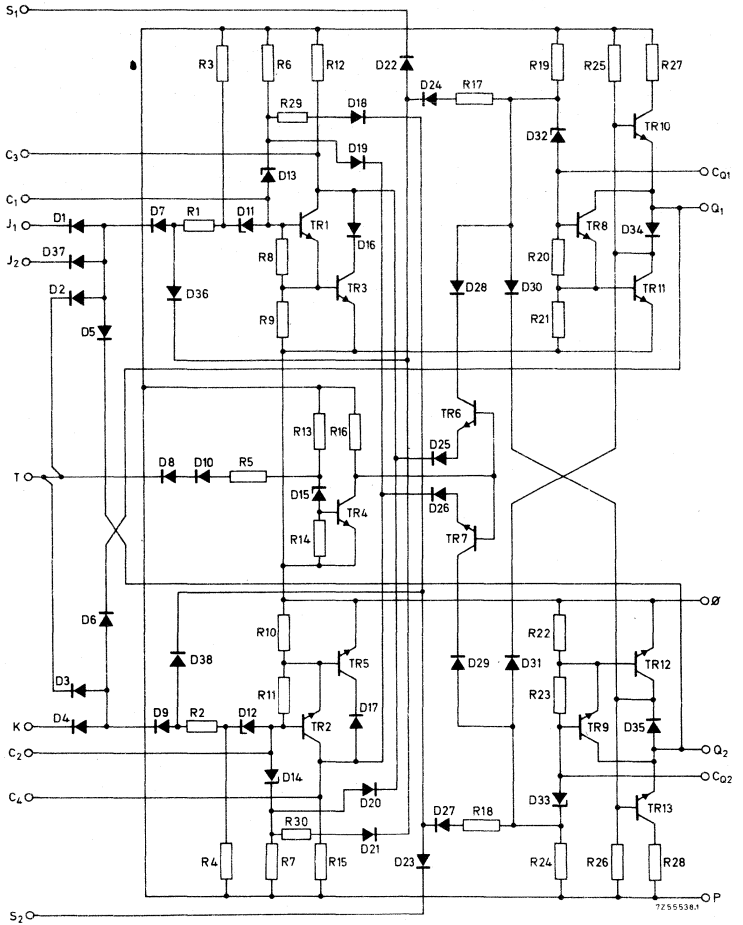 S1
R3
R6
R12
D22
R19
R25
R27
D24
R17
R29
D18
TR10
C3
D19
D32
C1
D13
CQ1
J1
D1
D7
R1
D11
TR1
TR8
Q1
D16
D34
J2
D37
R8
R20
D2
D36
TR3
D28
D30
TR11
D5
R9
R21
TR6
R13
R16
D25
T
D8
D10
R5
D15
D26
TR4
TR7
R14
D6
Ø
R10
R22
D38
TR5
D29
D31
TR12
D3
R11
R23
D17
K
D4
D9
R2
D12
TR2
TR9
D35
C2
Q2
D14
CQ2
C4
D20
D33
TR13
R30
D21
D27
R18
D23
R4
R7
R15
R24
R26
R28
P
7Z55538.1
S2